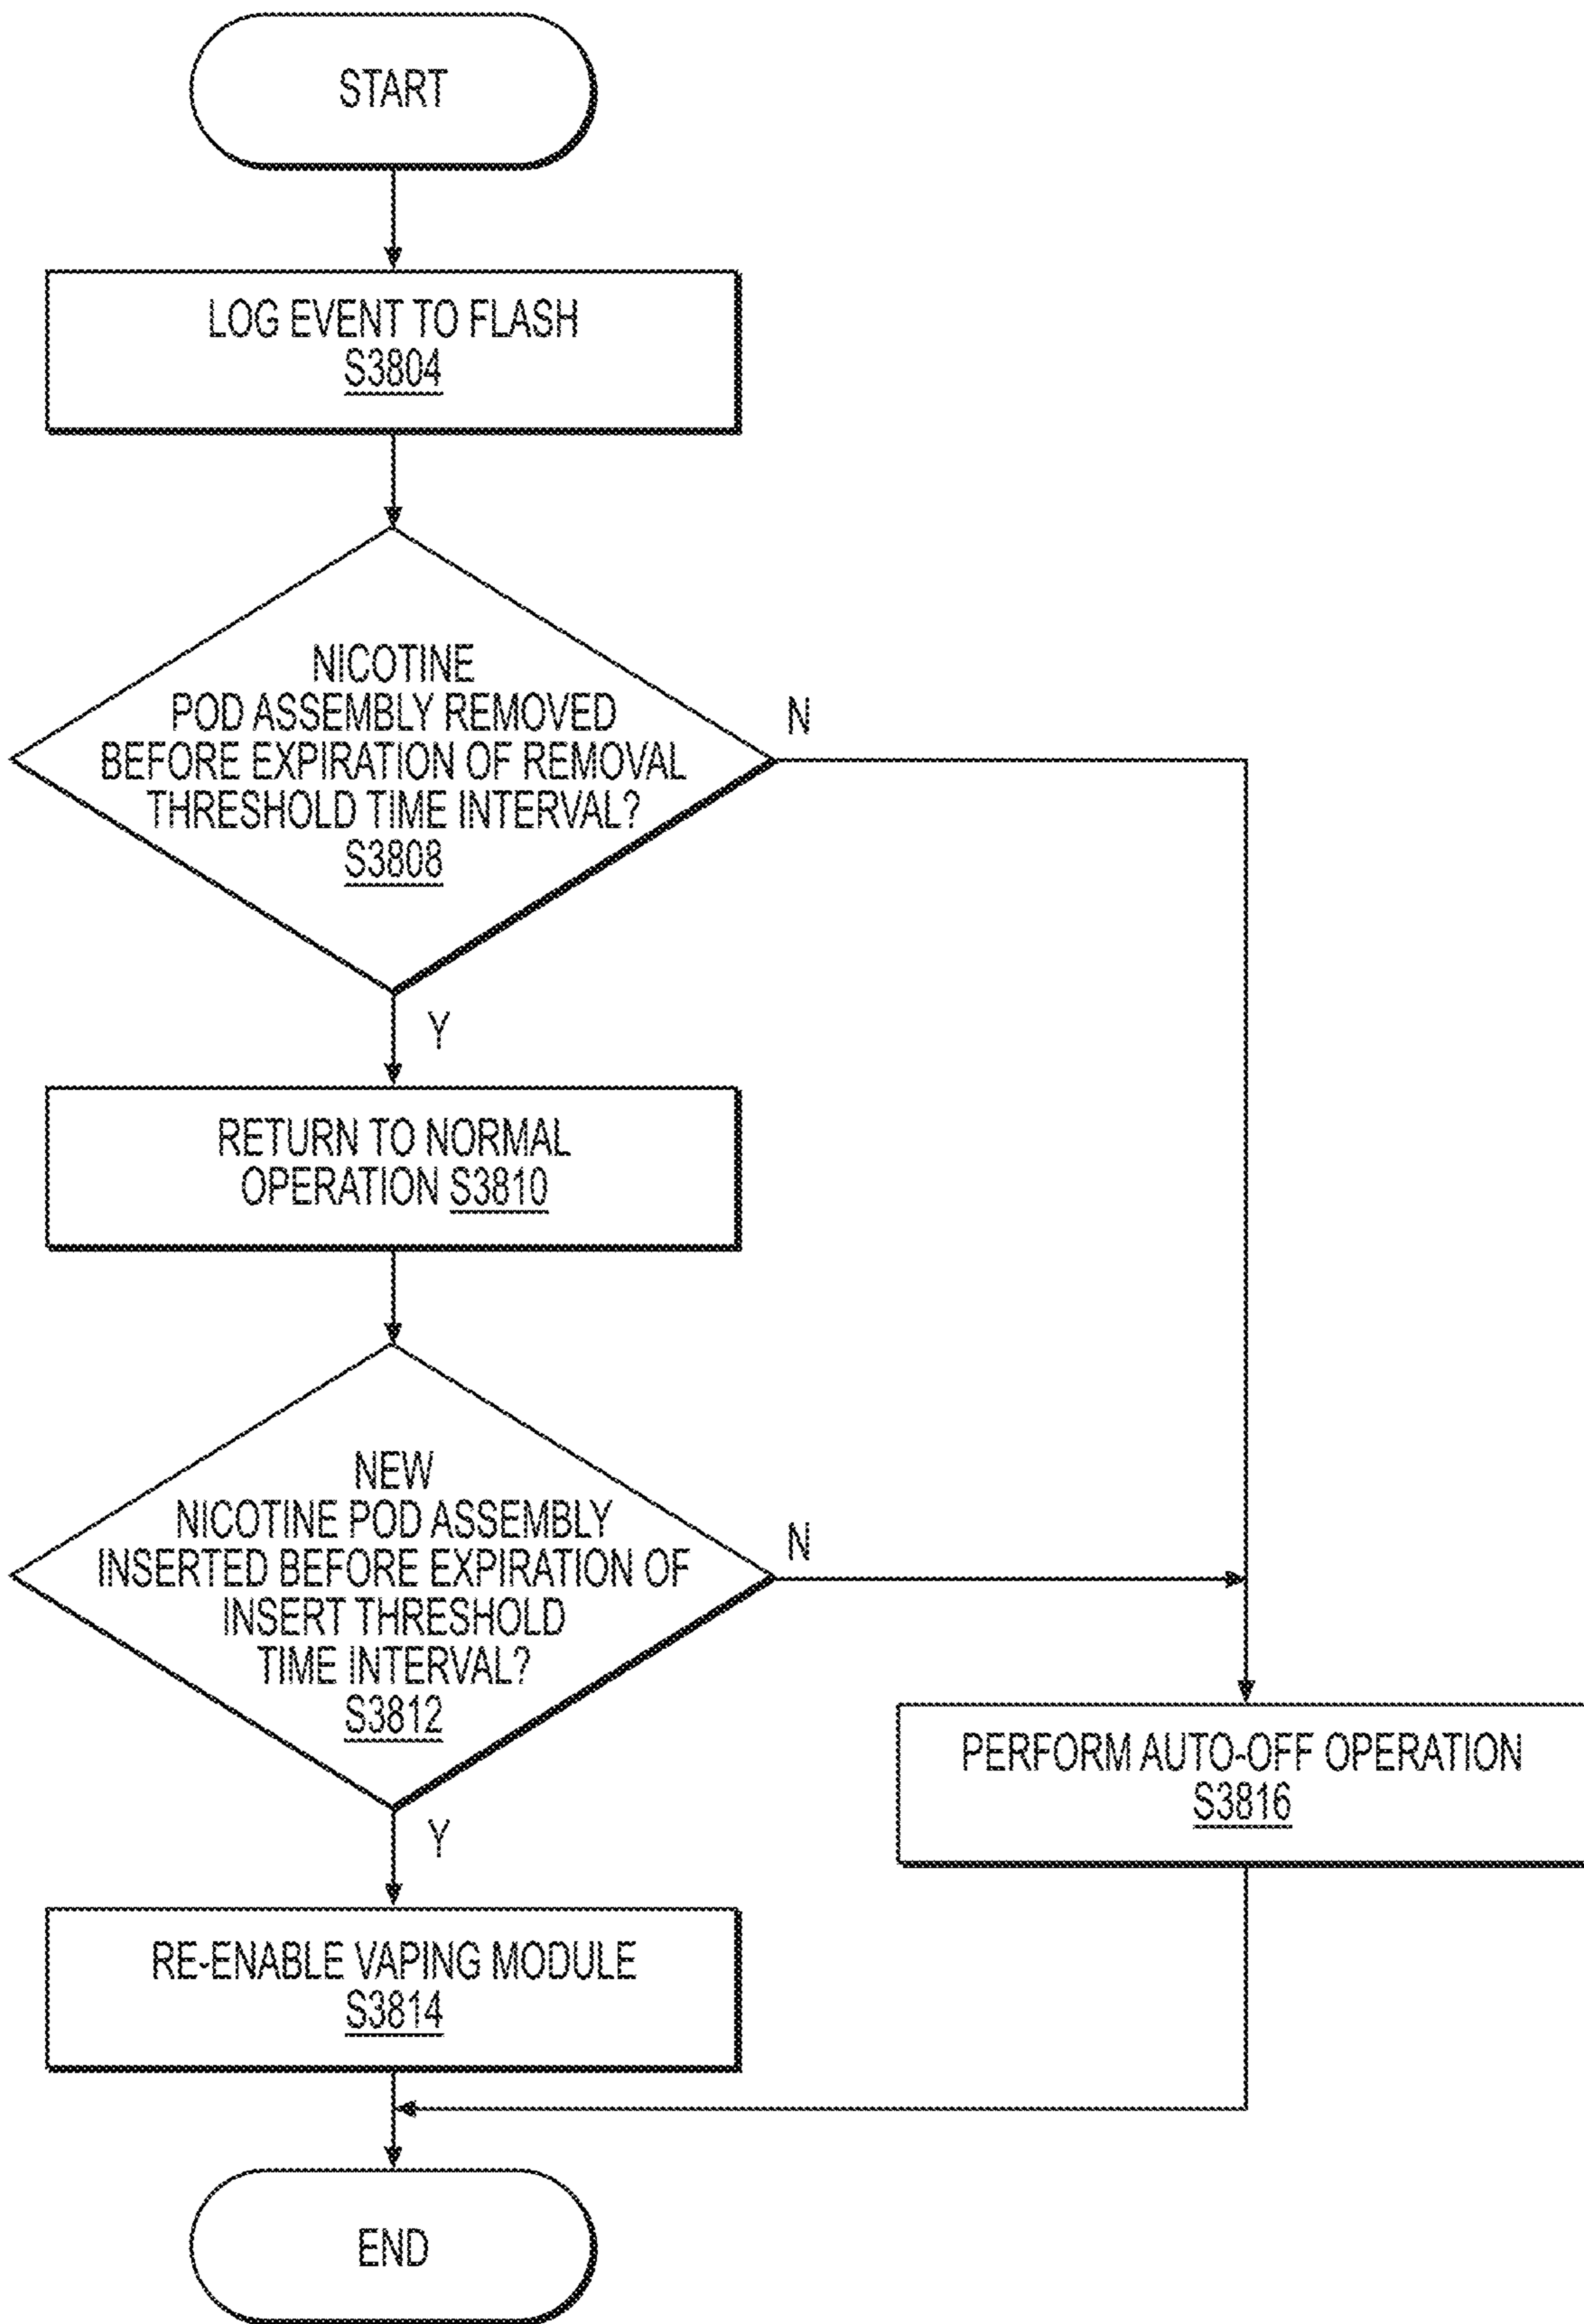 START
LOG EVENT TO FLASH
S3804
NICOTINE
POD ASSEMBLY REMOVED
BEFORE EXPIRATION OF REMOVAL
THRESHOLD TIME INTERVAL?
S3808
N
Y
RETURN TO NORMAL
OPERATION S3810
NEW
NICOTINE POD ASSEMBLY
INSERTED BEFORE EXPIRATION OF
INSERT THRESHOLD
TIME INTERVAL?
S3812
N
Y
PERFORM AUTO-OFF OPERATION
S3816
RE-ENABLE VAPING MODULE
S3814
END